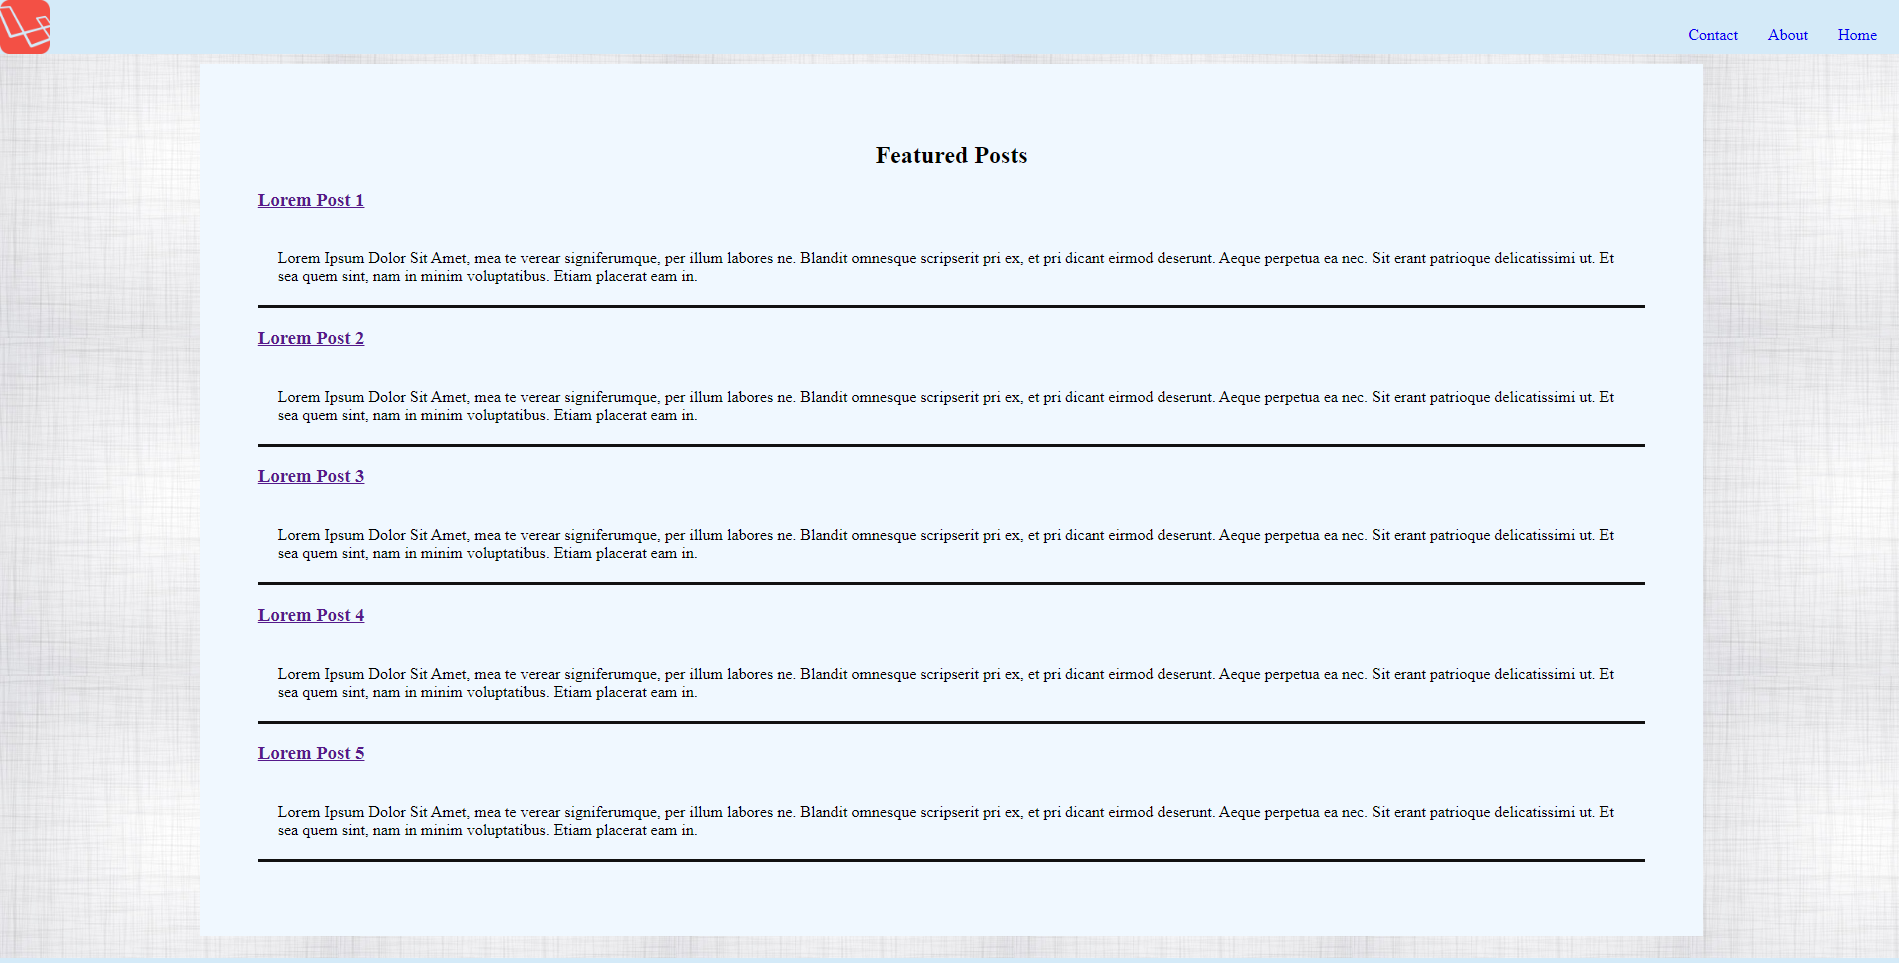 Contact About Home
Featured Posts
Lorem Post 1
Lorem Ipsum Dolor Sit Amet, mea te verear signiferumque, per illum labores ne. Blandit omnesque scripserit pri ex, et pri dicant eirmod deserunt. Aeque perpetua ea nec. Sit erant patrioque delicatissimi ut. Et
sea quem sint, nam in minim voluptatibus. Etiam placerat eam in.
Lorem Post 2
Lorem Ipsum Dolor Sit Amet, mea te verear signiferumque, per illum labores ne. Blandit omnesque scripserit pri ex, et pri dicant eirmod deserunt. Aeque perpetua ea nec. Sit erant patrioque delicatissimi ut. Et
sea quem sint, nam in minim voluptatibus. Etiam placerat eam in.
Lorem Post 3
Lorem Ipsum Dolor Sit Amet, mea te verear signiferumque, per illum labores ne. Blandit omnesque scripserit pri ex, et pri dicant eirmod deserunt. Aeque perpetua ea nec. Sit erant patrioque delicatissimi ut. Et
sea quem sint, nam in minim voluptatibus. Etiam placerat eam in.
Lorem Post 4
Lorem Ipsum Dolor Sit Amet, mea te verear signiferumque, per illum labores ne. Blandit omnesque scripserit pri ex, et pri dicant eirmod deserunt. Aeque perpetua ea nec. Sit erant patrioque delicatissimi ut. Et
sea quem sint, nam in minim voluptatibus. Etiam placerat eam in.
Lorem Post 5
Lorem Ipsum Dolor Sit Amet, mea te verear signiferumque, per illum labores ne. Blandit omnesque scripserit pri ex, et pri dicant eirmod deserunt. Aeque perpetua ea nec. Sit erant patrioque delicatissimi ut. Et
sea quem sint, nam in minim voluptatibus. Etiam placerat eam in.